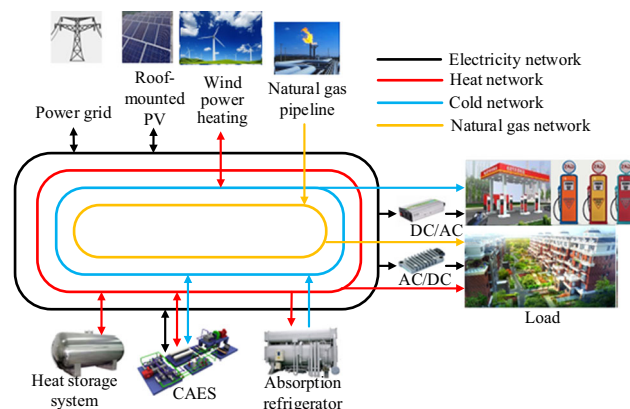 Electricity network
Heat network
Cold network
Natural gas network
Power grid
Roof-
mounted
PV
Wind
power
heating
Natural gas
pipeline
DC/AC
AC/DC
Load
Heat storage
system
CAES
Absorption
refrigerator